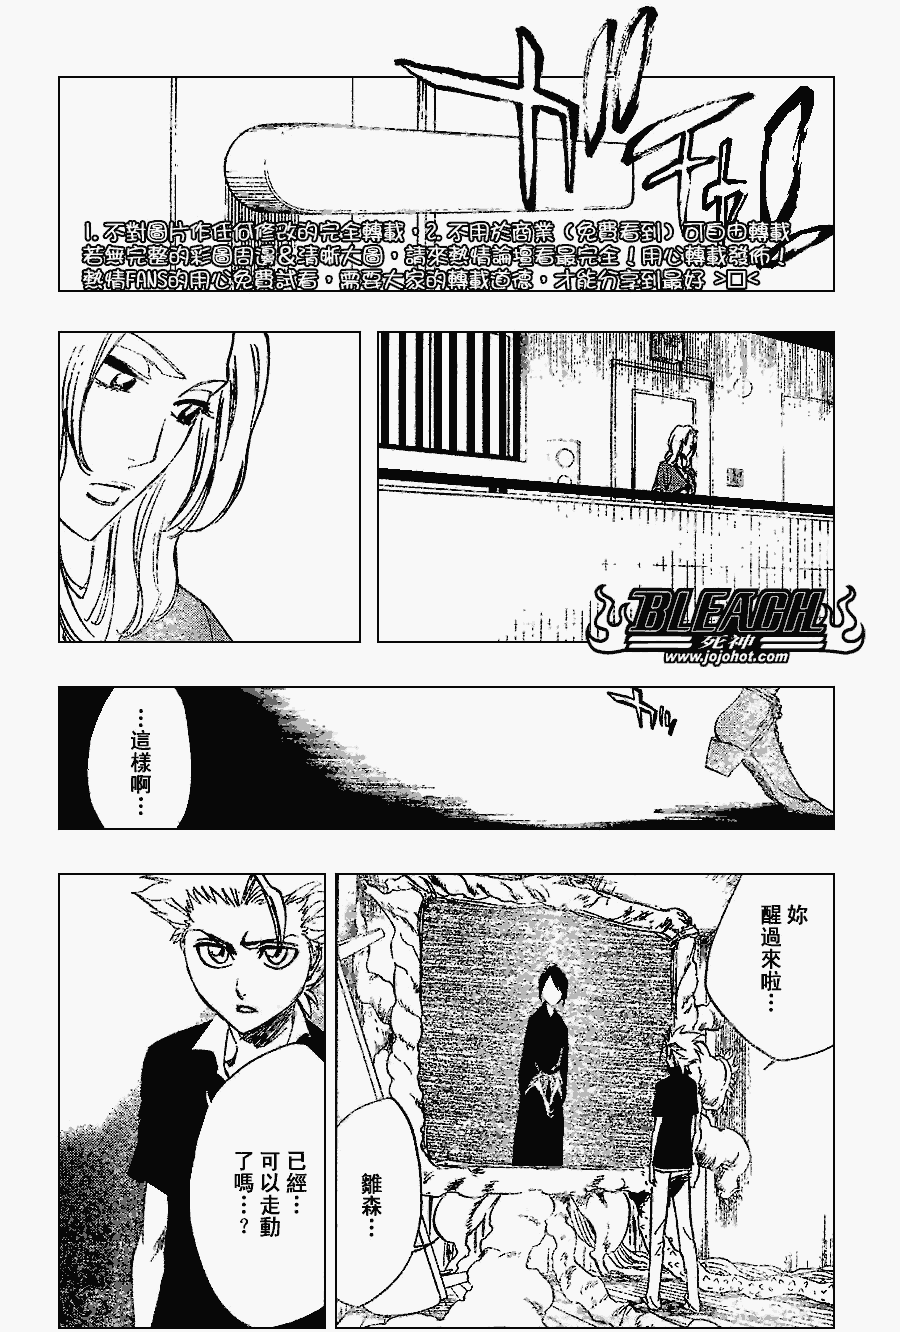 ガガチャッ
1. 不對圖片作任何修改的完全轉載，2. 不用於商業（免費看到）可自由轉載
若無完整的彩圖周邊&清晰大圖，請來熱情論壇看最完全！用心轉載發佈！
熱情FANS的用心免費試看，需要大家的轉載道德，才能分享到最好 >口<
BLEACH
死神
www.jojohot.com
…這樣啊…
妳
醒過來啦…
雛森…
已經…
可以走動
了嗎…？